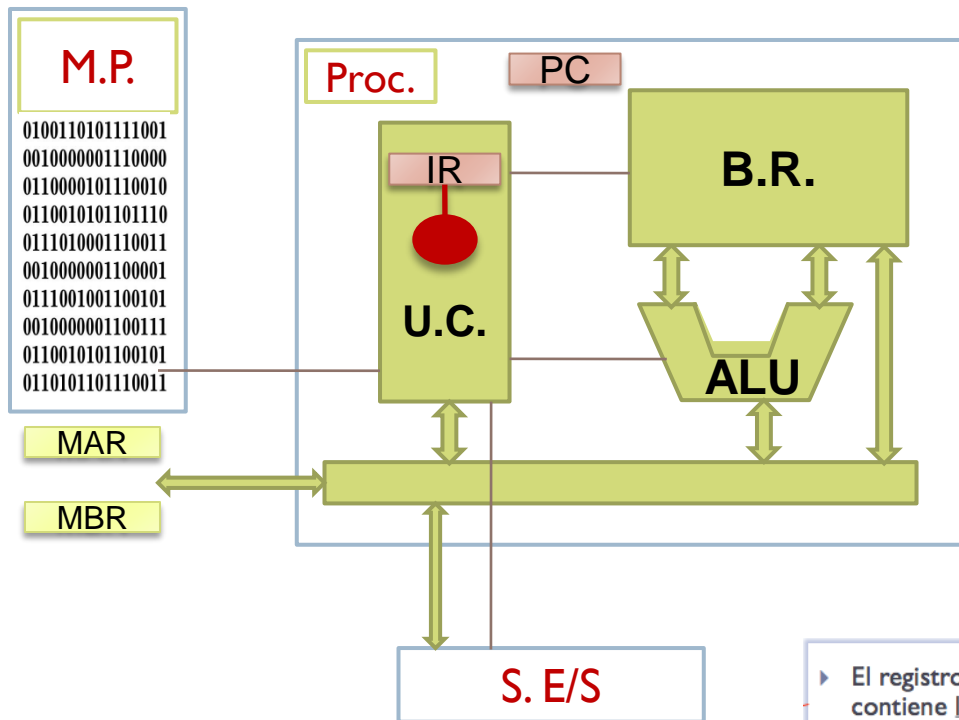 M.P.
0100110101111001
0010000001110000
0110000101110010
0110010101101110
0111010001110011
0010000001100001
0111001001100101
0010000001100111
0110010101100101
0110101101110011
MAR
MBR
Proc.
PC
IR
U.C.
B.R.
ALU
S. E/S
El registro
contiene